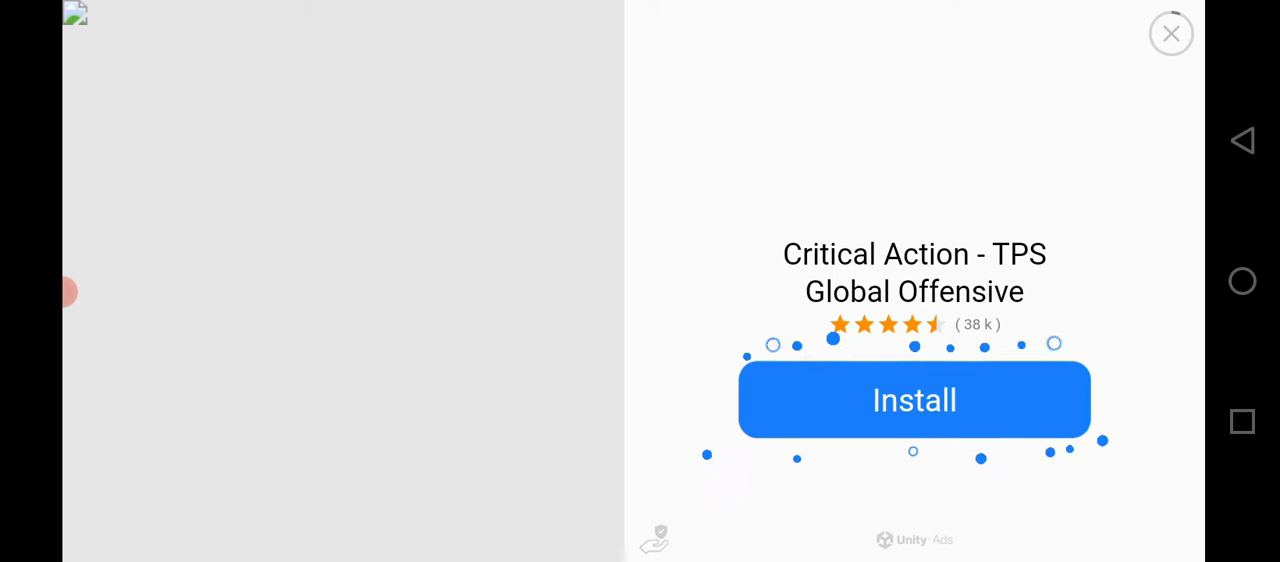 Critical Action - TPS
Global Offensive
( 38 k )
Install
Unity Ads